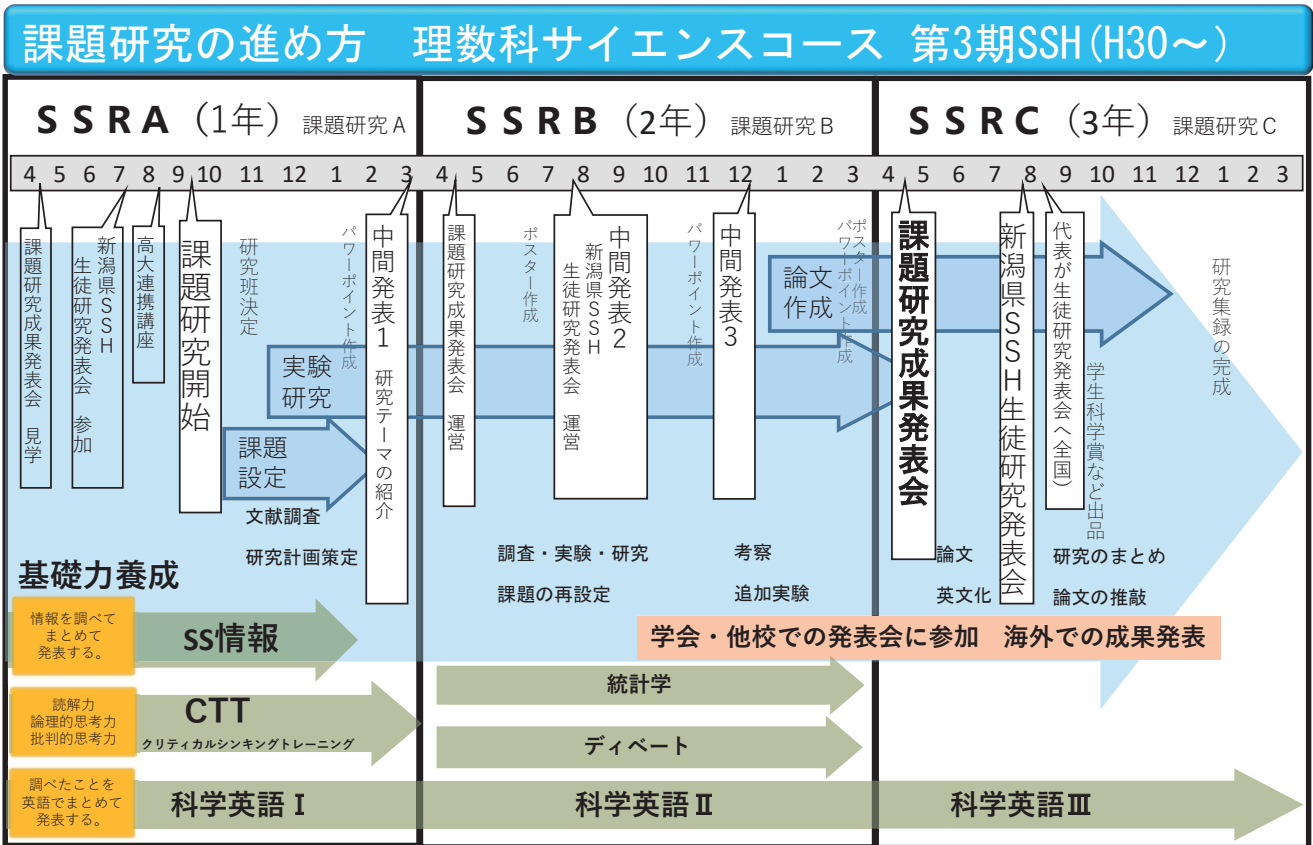 課題研究の進め方 理数科サイエンスコース 第3期SSH(H30～)
SSRA(1年) 課題研究A
4 5 6 7 8 9 10 11 12 1 2 3
課題研究成果発表会 見学
新潟県SSH
生徒研究発表会 参加
高大連携講座
課題研究開始
研究班決定
パワーポイント作成
中間発表1 研究テーマの紹介
実験
研究
課題
設定
文献調査
研究計画策定
SSRB(2年) 課題研究B
4 5 6 7 8 9 10 11 12 1 2 3
課題研究成果発表会 運営
ポスター作成
中間発表2
新潟県SSH
生徒研究発表会 運営
パワーポイント作成
中間発表3
論文
作成
ポスター作成
パワーポイント作成
調査・実験・研究
課題の再設定
考察
追加実験
SSRC(3年) 課題研究C
4 5 6 7 8 9 10 11 12 1 2 3
課題研究成果発表会
新潟県SSH生徒研究発表会
代表が生徒研究発表会へ全国)
学生科学賞など出品
研究集録の完成
論文
英文化
研究のまとめ
論文の推敲
学会・他校での発表会に参加 海外での成果発表
基礎力養成
情報を調べて
まとめて
発表する。
SS情報
読解力
論理的思考力
批判的思考力
CTT
クリティカルシンキングトレーニング
統計学
ディベート
調べたことを
英語でまとめて
発表する。
科学英語Ⅰ
科学英語Ⅱ
科学英語Ⅲ